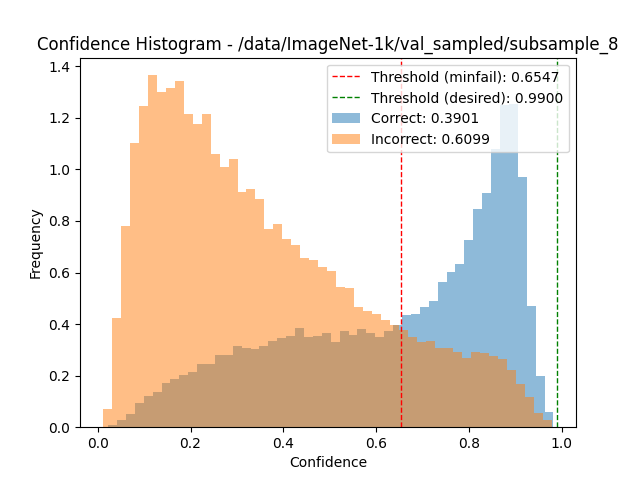 Confidence Histogram - /data/ImageNet-1k/val_sampled/subsample_8
Threshold (minfail): 0.6547
Threshold (desired): 0.9900
Correct: 0.3901
Incorrect: 0.6099
1.4
1.2
1.0
0.8
0.6
0.4
0.2
0.0
Frequency
0.0 0.2 0.4 0.6 0.8 1.0
Confidence